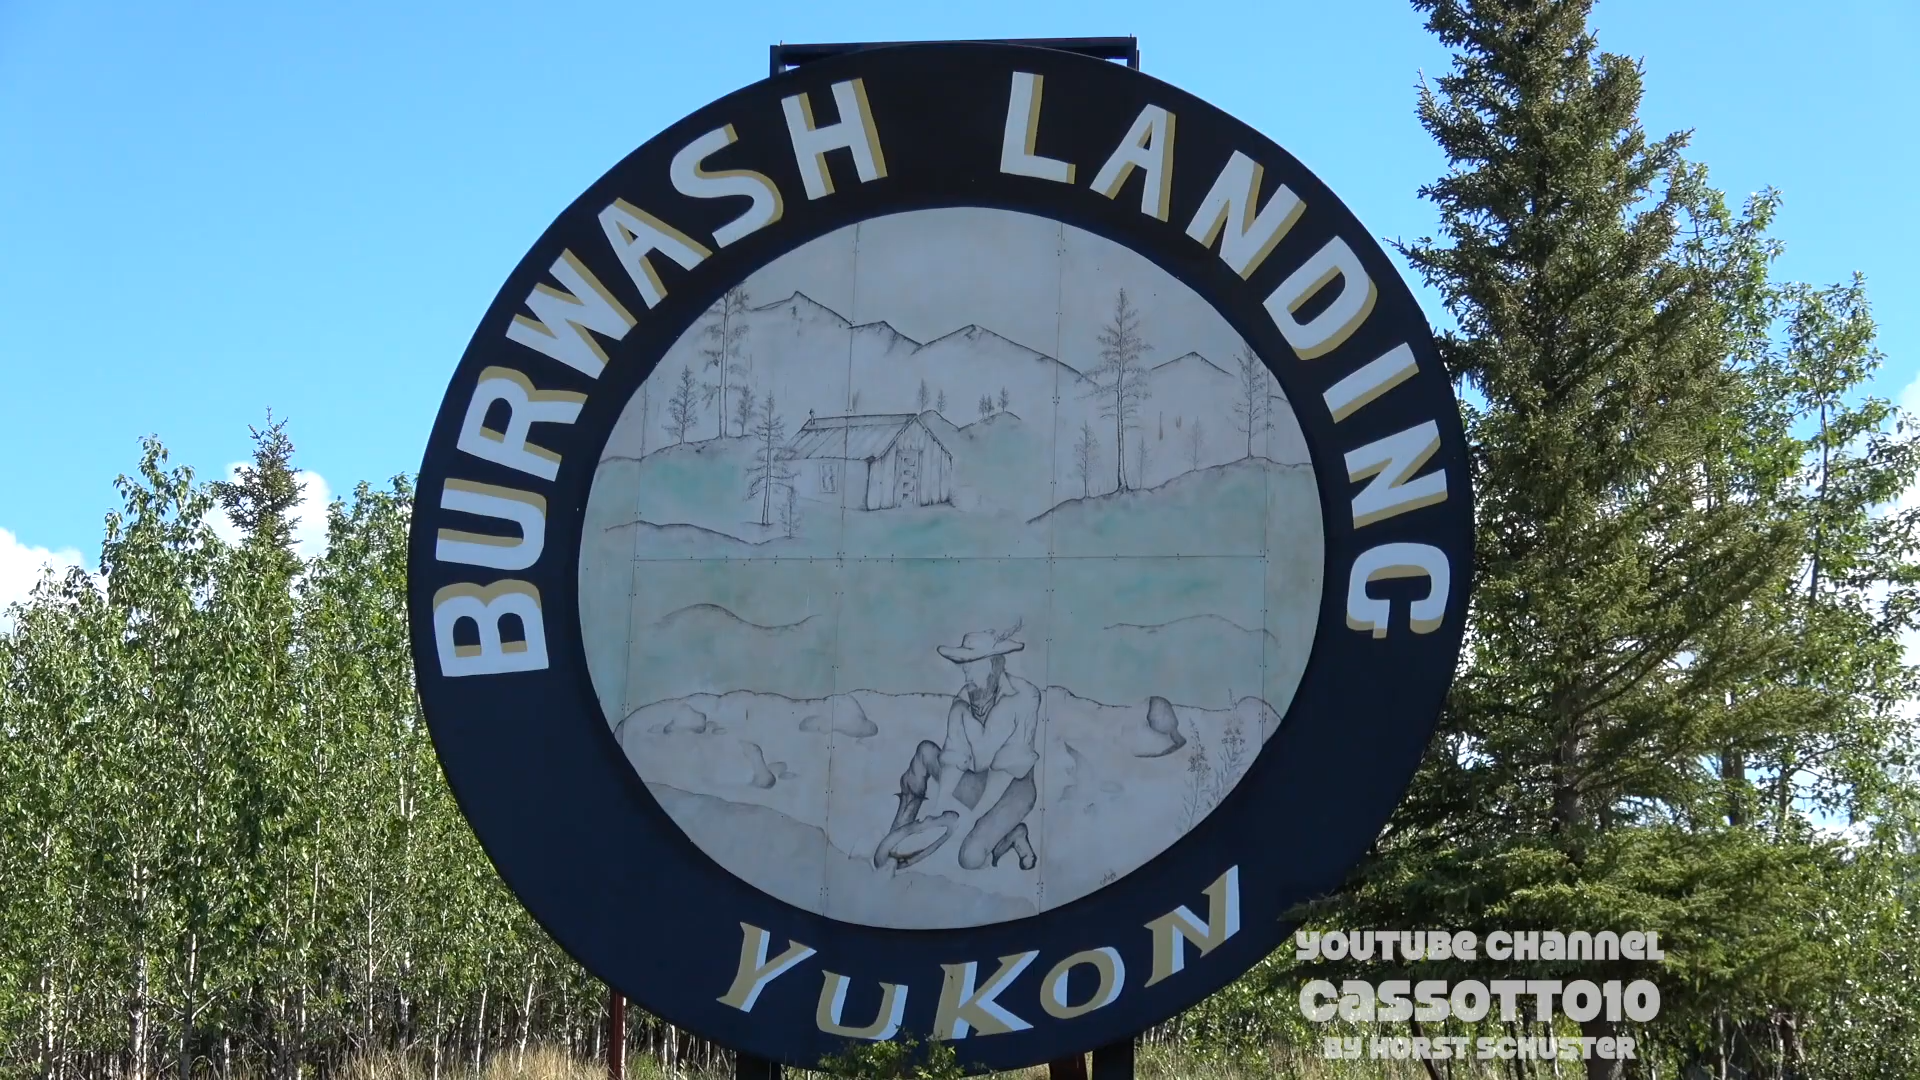 BURWASH LANDING
YUKON
YOUTUBE CHANNEL
CASSOTTO10
BY HORST SCHUSTER